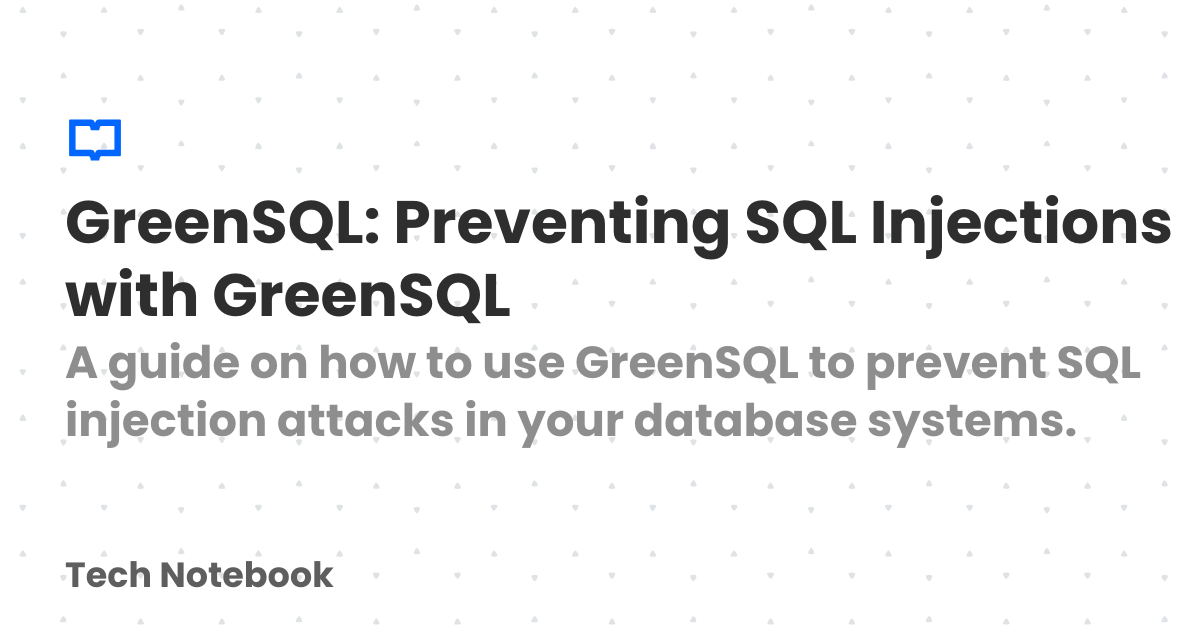 GreenSQL: Preventing SQL Injections
with GreenSQL
A guide on how to use GreenSQL to prevent SQL
injection attacks in your database systems.
Tech Notebook